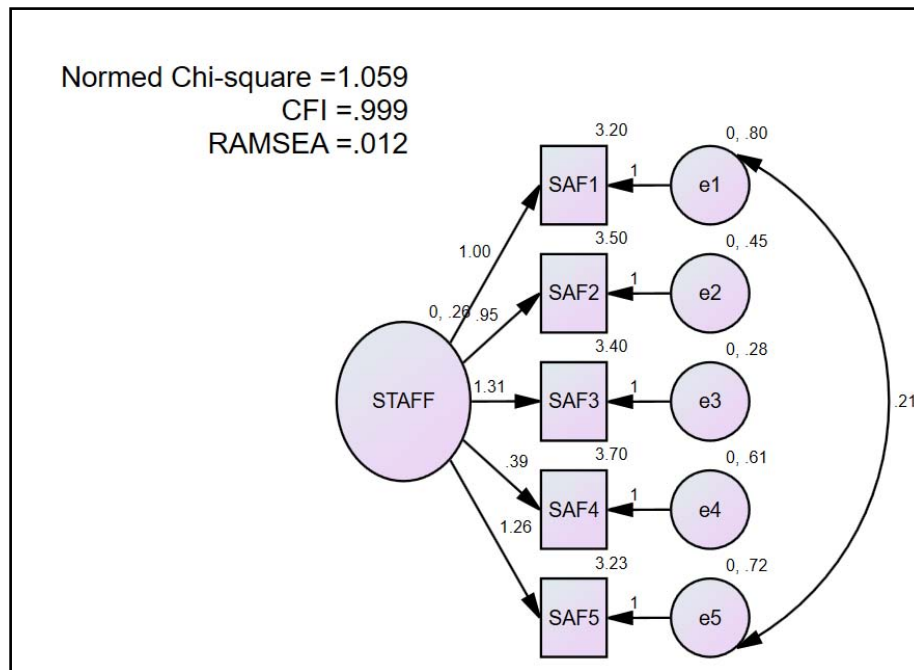 Normed Chi-square =1.059
CFI =.999
RAMSEA =.012
3.20
0, .80
SAF1
1
e1
1.00
3.50
0, .45
SAF2
1
e2
0, .26
.95
3.40
0, .28
STAFF
1.31
SAF3
1
e3
.21
3.70
0, .61
.39
SAF4
1
e4
1.26
3.23
0, .72
SAF5
1
e5